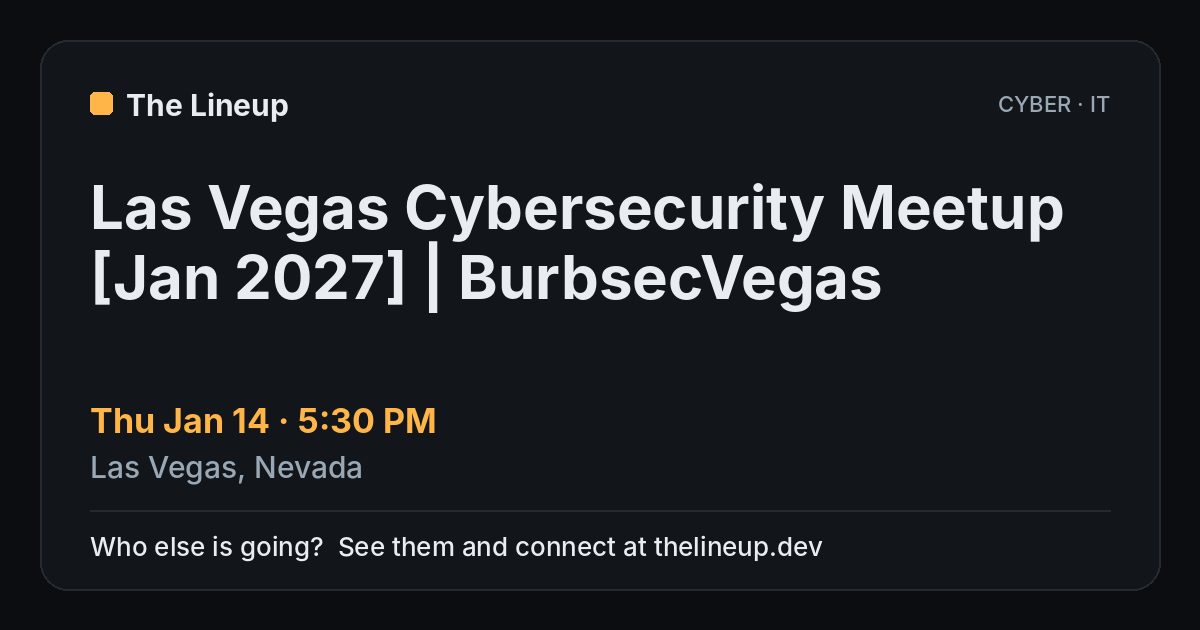 The Lineup
CYBER · IT
Las Vegas Cybersecurity Meetup
[Jan 2027] | BurbsecVegas
Thu Jan 14 · 5:30 PM
Las Vegas, Nevada
Who else is going? See them and connect at thelineup.dev